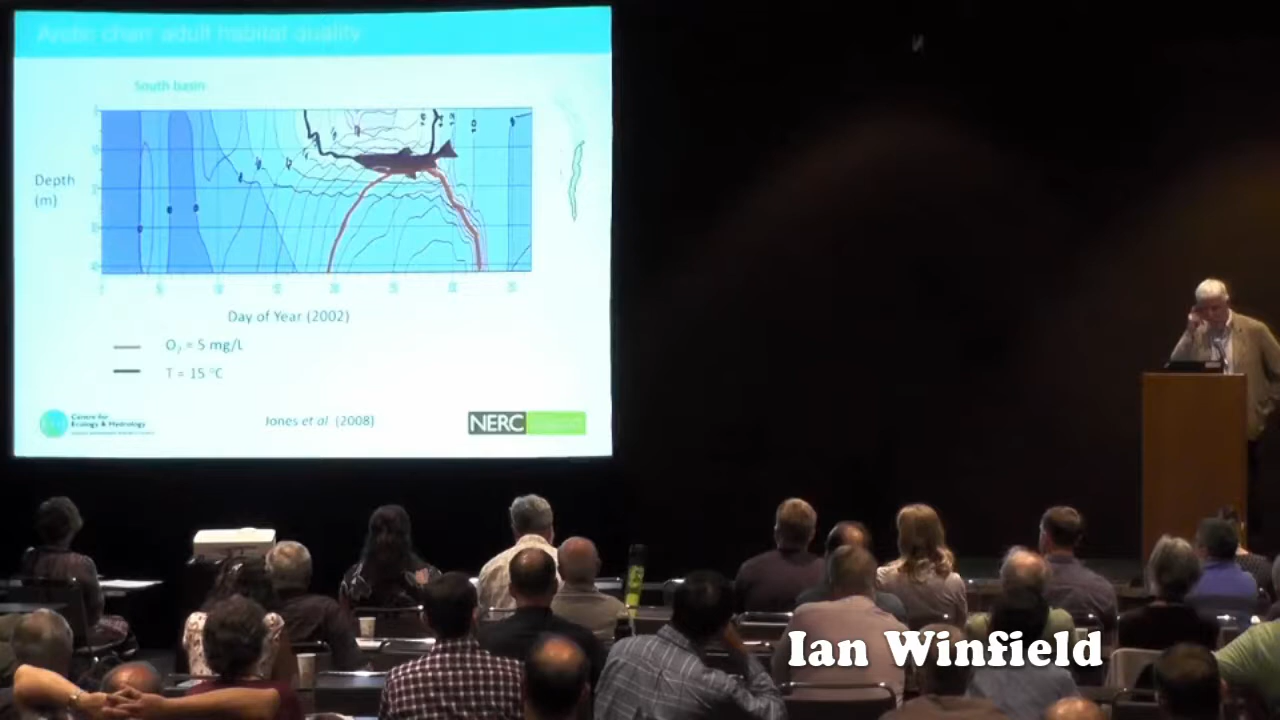 Arctic charr adult habitat quality
South basin
Depth
(m)
Day of Year (2002)
O₂ = 5 mg/L
T = 15 °C
Centre for
Ecology & Hydrology
Jones et al. (2008)
NERC
Ian Winfield